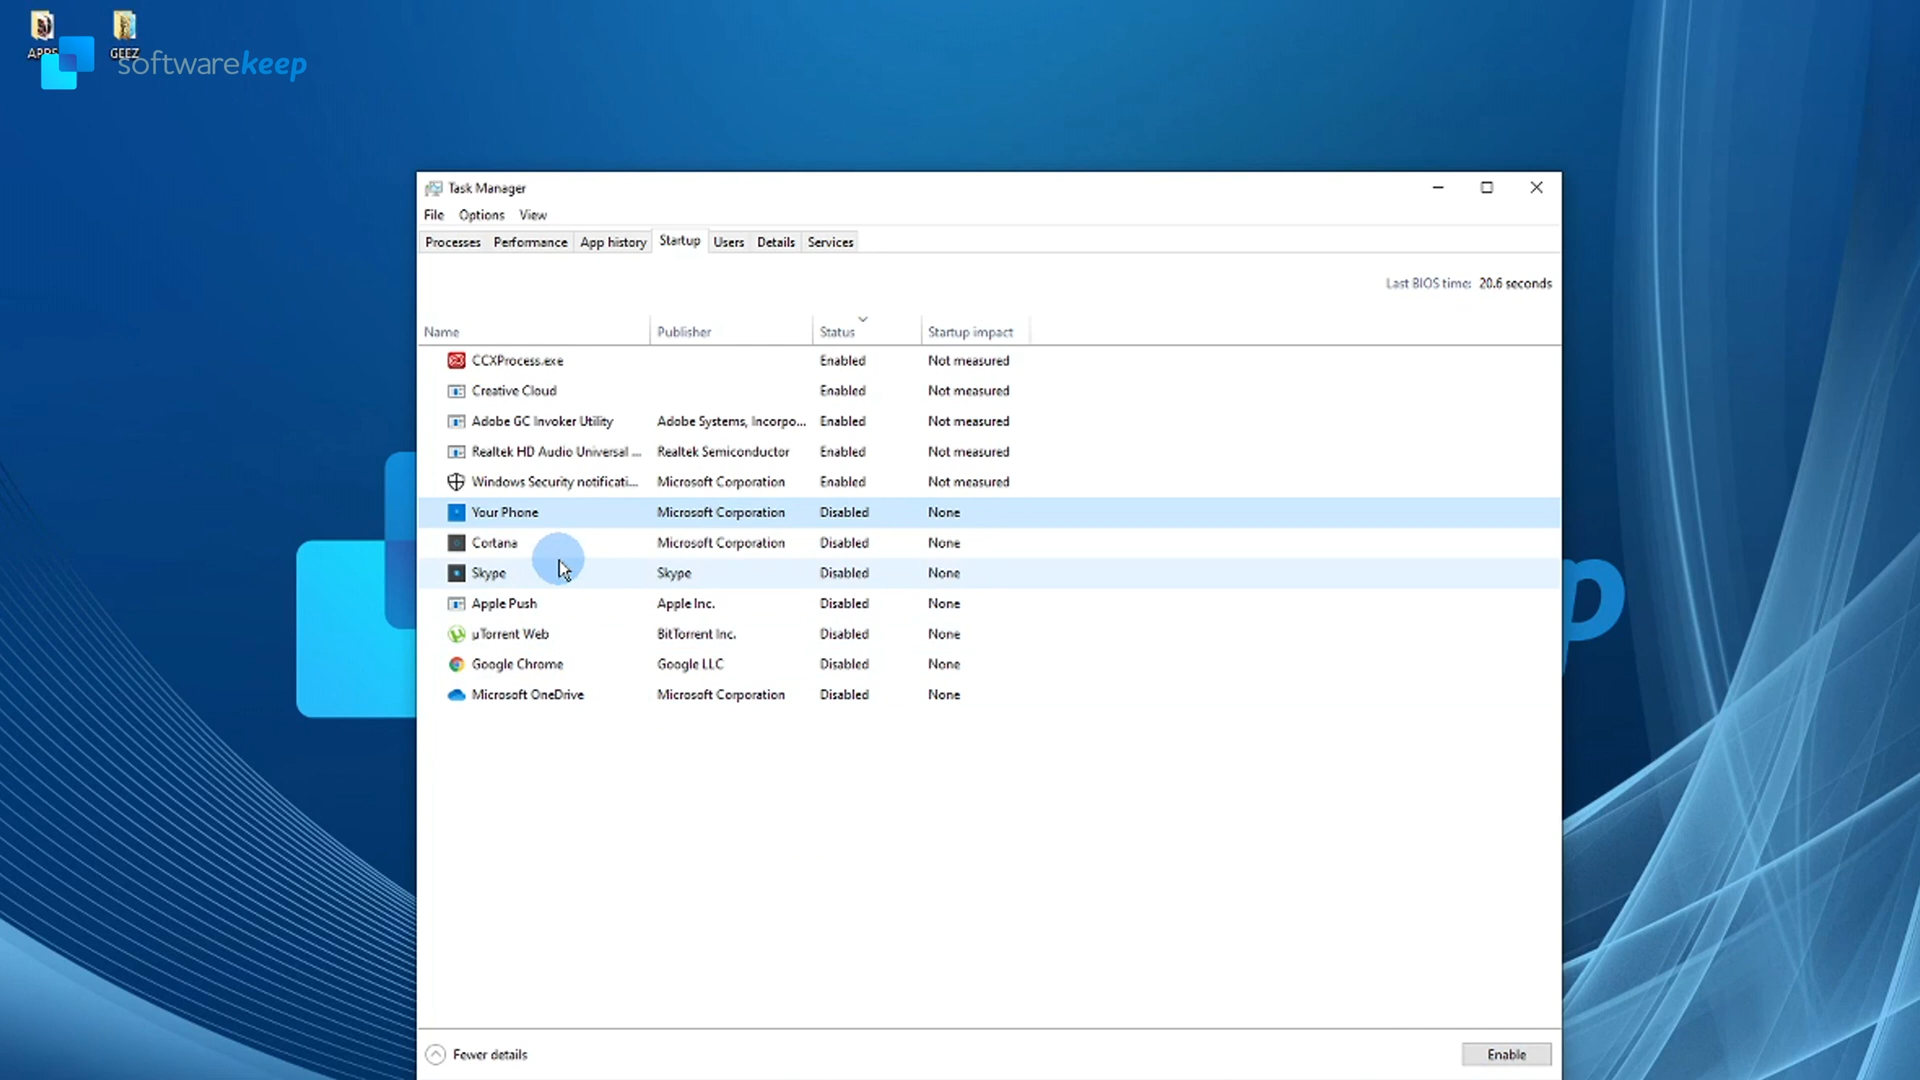 APPS
GEEZ
softwarekeep
Task Manager
File Options View
Processes Performance App history Startup Users Details Services
Last BIOS time: 20.6 seconds
Name Publisher Status Startup impact
CCXProcess.exe Enabled Not measured
Creative Cloud Enabled Not measured
Adobe GC Invoker Utility Adobe Systems, Incorpo... Enabled Not measured
Realtek HD Audio Universal ... Realtek Semiconductor Enabled Not measured
Windows Security notificati... Microsoft Corporation Enabled Not measured
Your Phone Microsoft Corporation Disabled None
Cortana Microsoft Corporation Disabled None
Skype Skype Disabled None
Apple Push Apple Inc. Disabled None
µTorrent Web BitTorrent Inc. Disabled None
Google Chrome Google LLC Disabled None
Microsoft OneDrive Microsoft Corporation Disabled None
p
Fewer details Enable